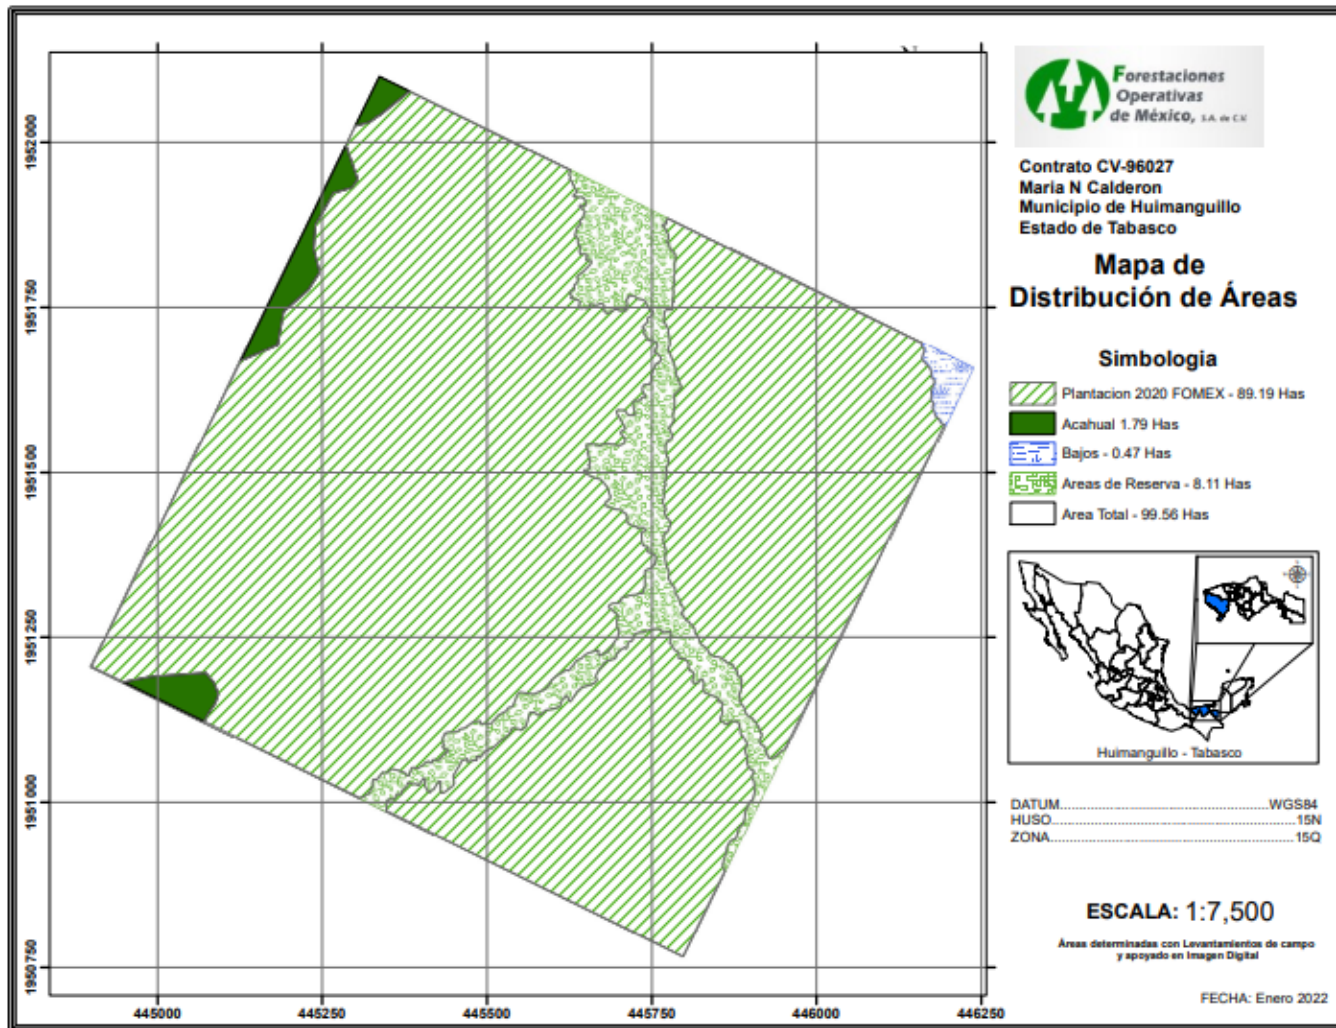 Forestaciones
Operativas
de México, S.A. de C.V.
Contrato CV-96027
Maria N Calderon
Municipio de Huimanguillo
Estado de Tabasco
Mapa de
Distribución de Áreas
Simbologia
Plantacion 2020 FOMEX - 89.19 Has
Acahual 1.79 Has
Bajos - 0.47 Has
Areas de Reserva - 8.11 Has
Area Total - 99.56 Has
Huimanguillo - Tabasco
DATUM WGS84
HUSO 15N
ZONA 15Q
ESCALA: 1:7,500
Áreas determinadas con Levantamientos de campo
y apoyado en Imagen Digital
FECHA: Enero 2022
1952000
1951750
1951500
1951250
1951000
1950750
445000
445250
445500
445750
446000
446250